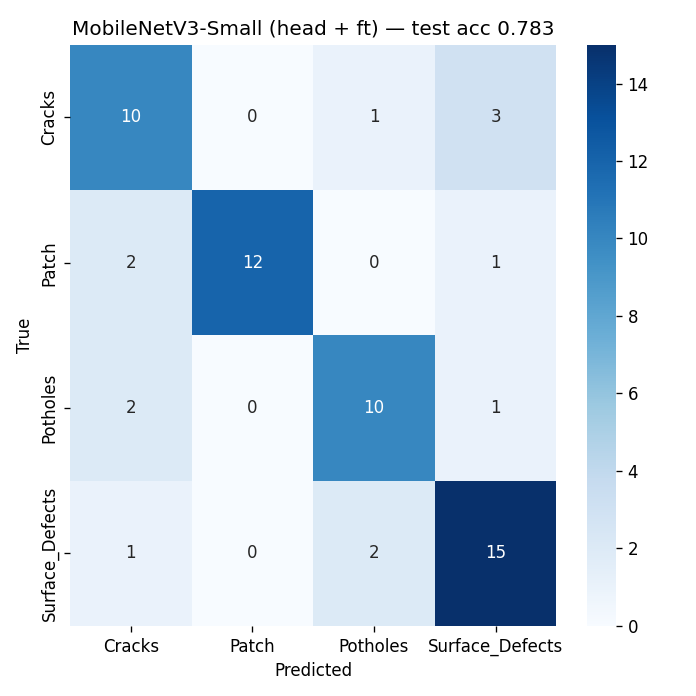 MobileNetV3-Small (head + ft) — test acc 0.783
Cracks 10 0 1 3
Patch 2 12 0 1
Potholes 2 0 10 1
Surface_Defects 1 0 2 15
True
Cracks Patch Potholes Surface_Defects
Predicted
14
12
10
8
6
4
2
0